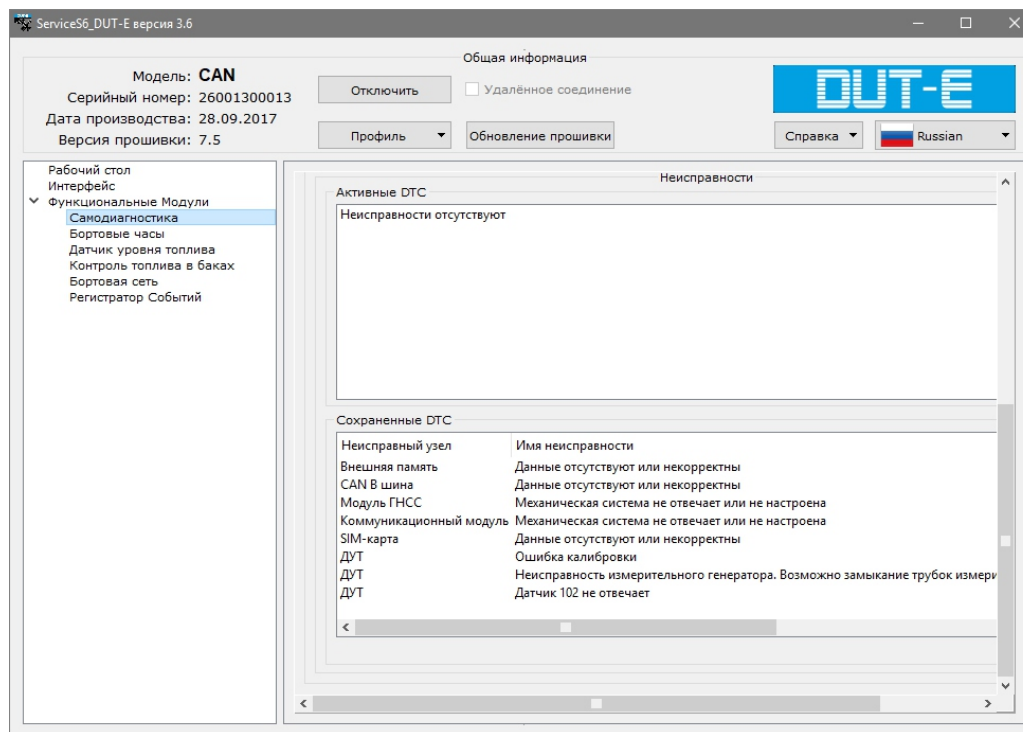 ServiceS6_DUT-E версия 3.6
Общая информация
Модель: CAN
Серийный номер: 26001300013
Дата производства: 28.09.2017
Версия прошивки: 7.5
Отключить
Удалённое соединение
Профиль
Обновление прошивки
DUT-E
Справка
Russian
Рабочий стол
Интерфейс
Функциональные Модули
Самодиагностика
Бортовые часы
Датчик уровня топлива
Контроль топлива в баках
Бортовая сеть
Регистратор Событий
Неисправности
Активные DTC
Неисправности отсутствуют
Сохраненные DTC
Неисправный узел Имя неисправности
Внешняя память Данные отсутствуют или некорректны
CAN B шина Данные отсутствуют или некорректны
Модуль ГНСС Механическая система не отвечает или не настроена
Коммуникационный модуль Механическая система не отвечает или не настроена
SIM-карта Данные отсутствуют или некорректны
ДУТ Ошибка калибровки
ДУТ Неисправность измерительного генератора. Возможно замыкание трубок измери
ДУТ Датчик 102 не отвечает